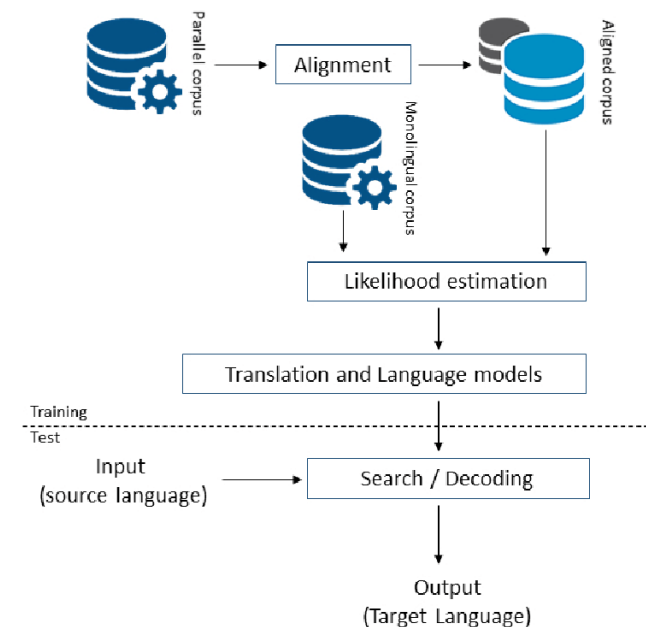 Parallel corpus
Alignment
Aligned corpus
Monolingual corpus
Likelihood estimation
Translation and Language models
Training
Test
Input
(source language)
Search / Decoding
Output
(Target Language)